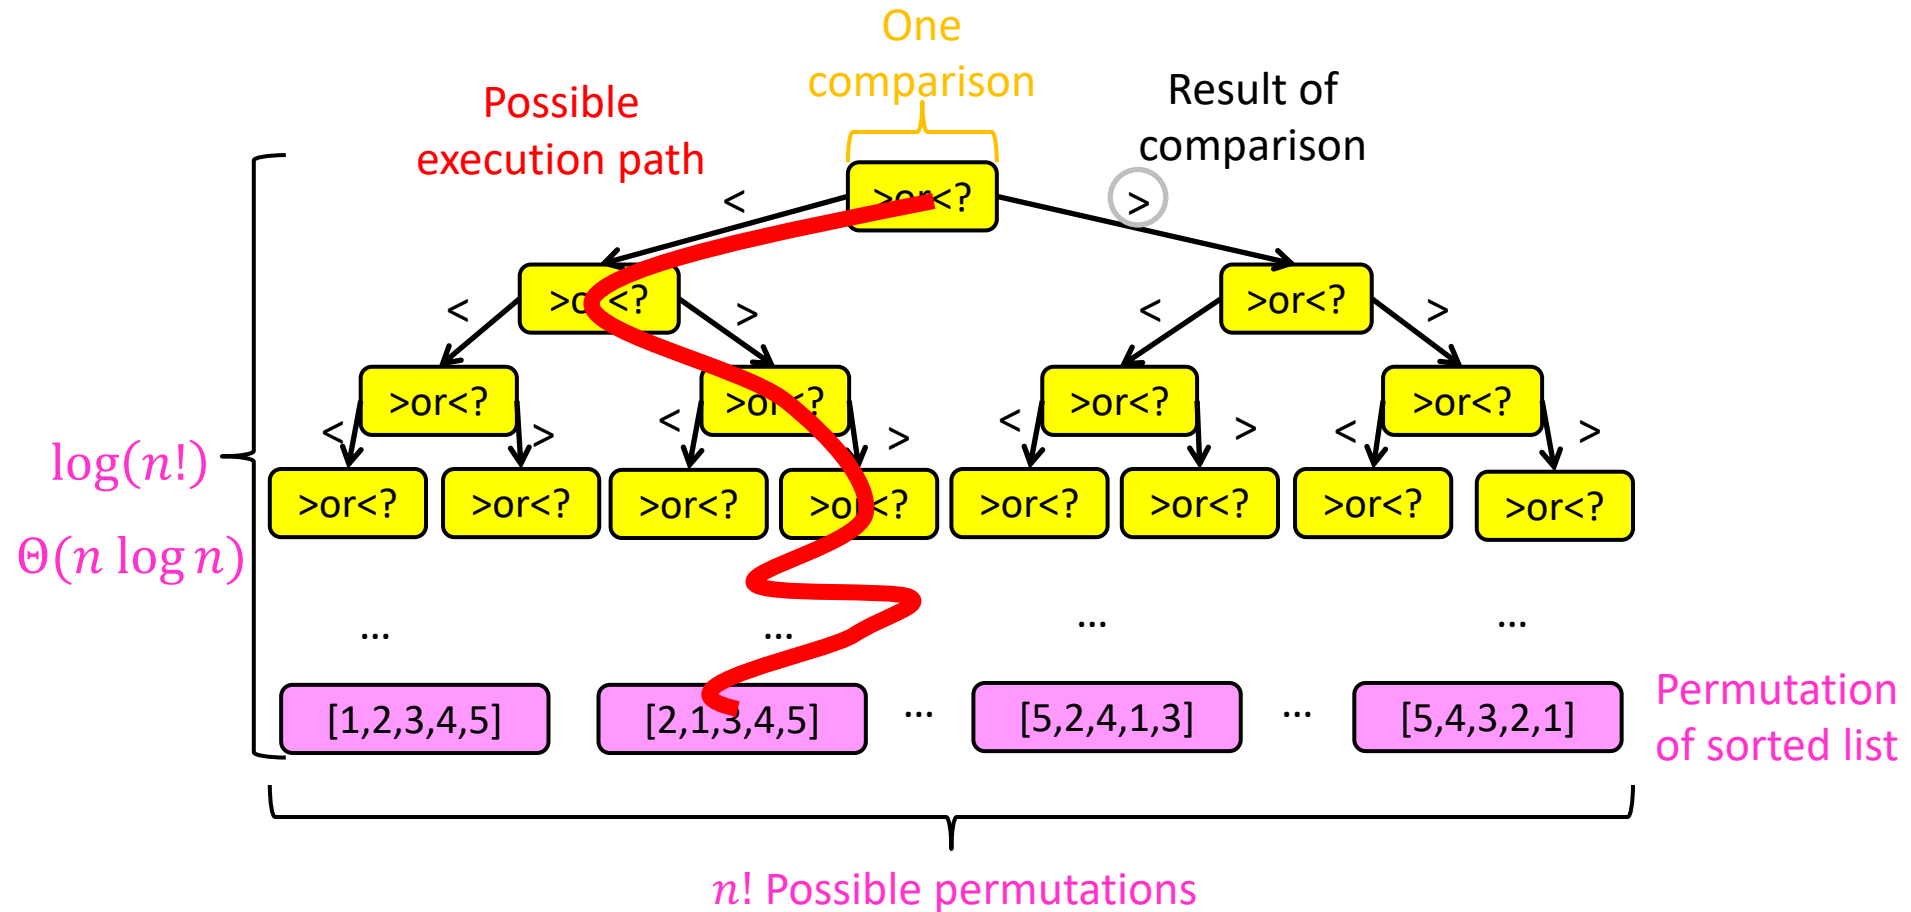 One
comparison
Possible
execution path
Result of
comparison
>or<?
<
>
>or<?
>or<?
<
>
<
>
>or<?
>or<?
>or<?
>or<?
<
>
<
>
<
>
<
>
>or<?
>or<?
>or<?
>or<?
>or<?
>or<?
>or<?
>or<?
log(n!)
Θ(n log n)
...
...
...
...
[1,2,3,4,5]
[2,1,3,4,5]
...
[5,2,4,1,3]
...
[5,4,3,2,1]
Permutation
of sorted list
n! Possible permutations